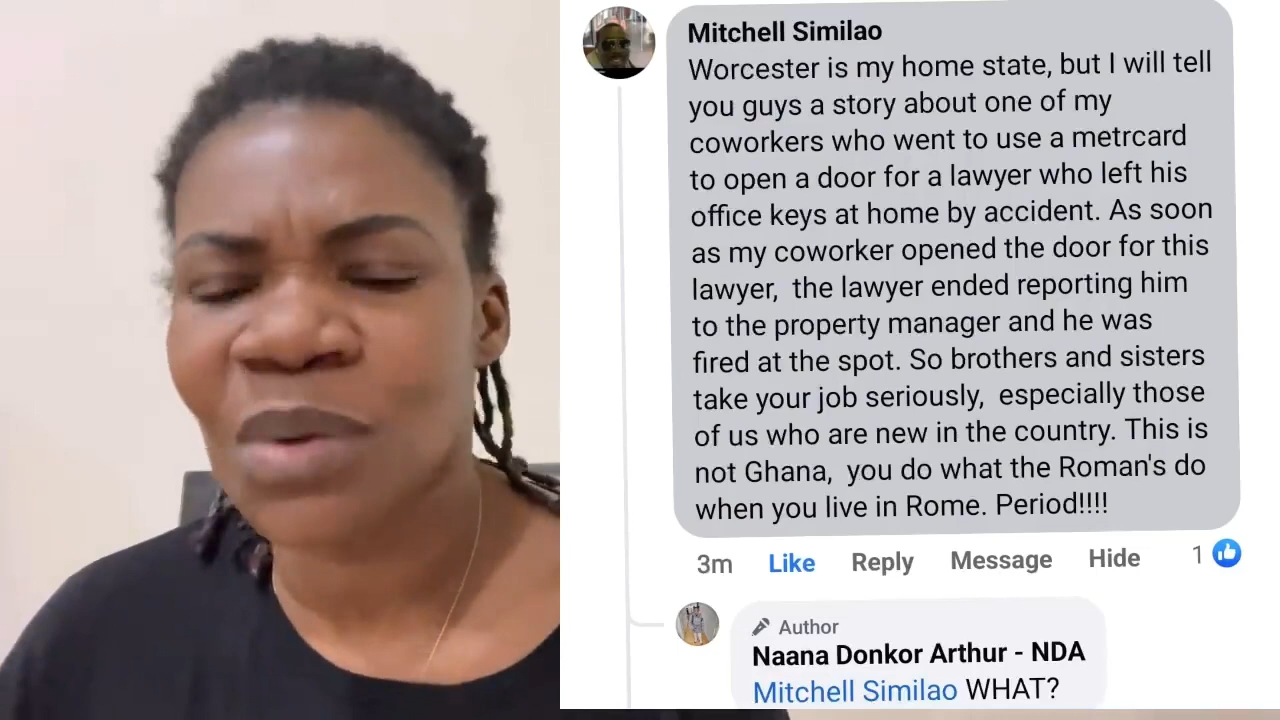 Mitchell Similao
Worcester is my home state, but I will tell
you guys a story about one of my
coworkers who went to use a metrcard
to open a door for a lawyer who left his
office keys at home by accident. As soon
as my coworker opened the door for this
lawyer,  the lawyer ended reporting him
to the property manager and he was
fired at the spot. So brothers and sisters
take your job seriously,  especially those
of us who are new in the country. This is
not Ghana,  you do what the Roman's do
when you live in Rome. Period!!!!
3m Like Reply Message Hide 1
Author
Naana Donkor Arthur - NDA
Mitchell Similao WHAT?